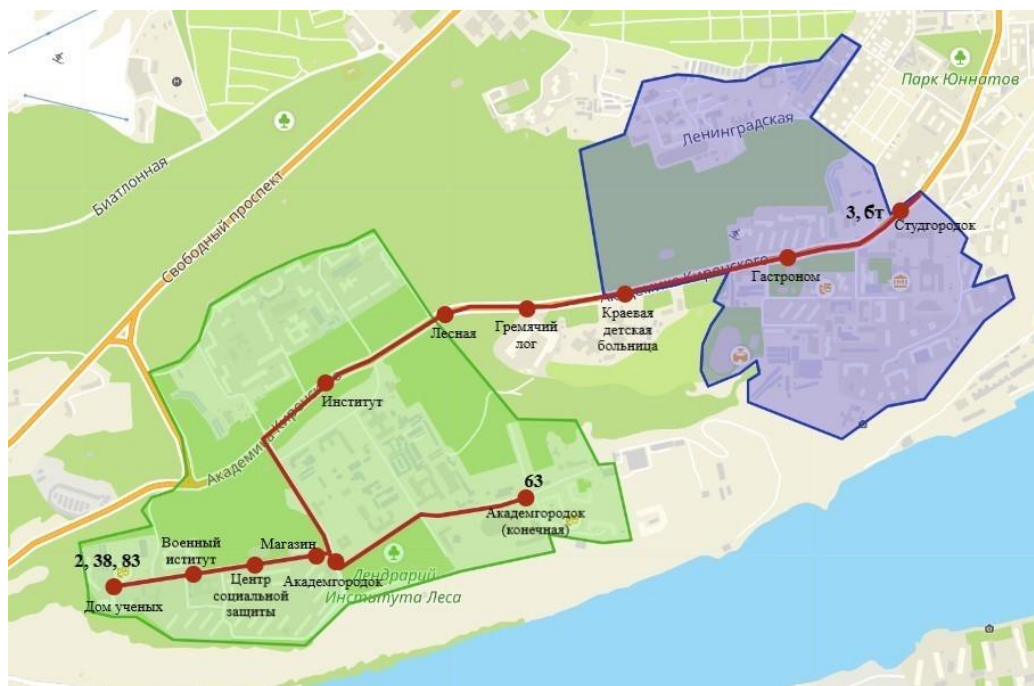 Парк Юннатов
Ленинградская
Биатлонная
Свободный проспект
3, 6т
Студгородок
Академика Киренского
Гастроном
Краевая
детская
больница
Гремячий
лог
Лесная
Институт
Академика Киренского
63
Академгородок
(конечная)
2, 38, 83
Военный
иститут
Магазин
Центр
социальной
защиты
Академгородок
Дом ученых
Дендрарий
Института Леса